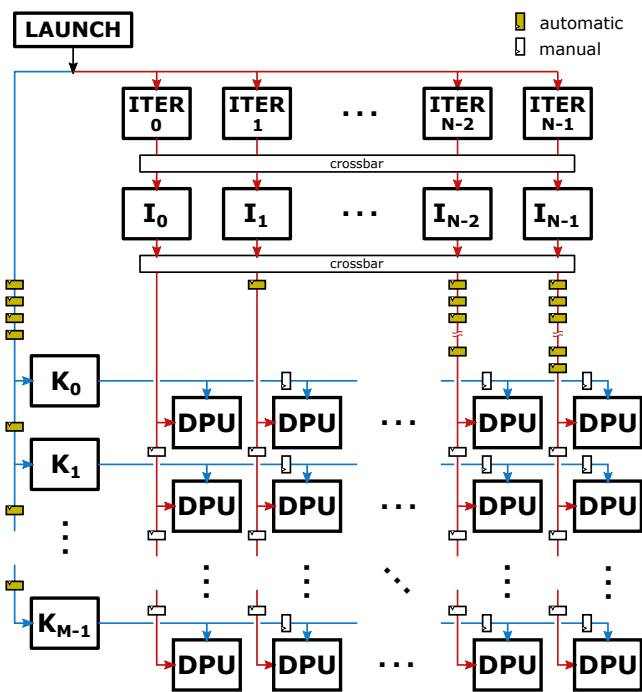 LAUNCH
automatic
manual
ITER 0 ITER 1 ... ITER N-2 ITER N-1
crossbar
I0 I1 ... IN-2 IN-1
crossbar
K0
DPU DPU ... DPU DPU
K1
DPU DPU ... DPU DPU
KM-1
DPU DPU ... DPU DPU